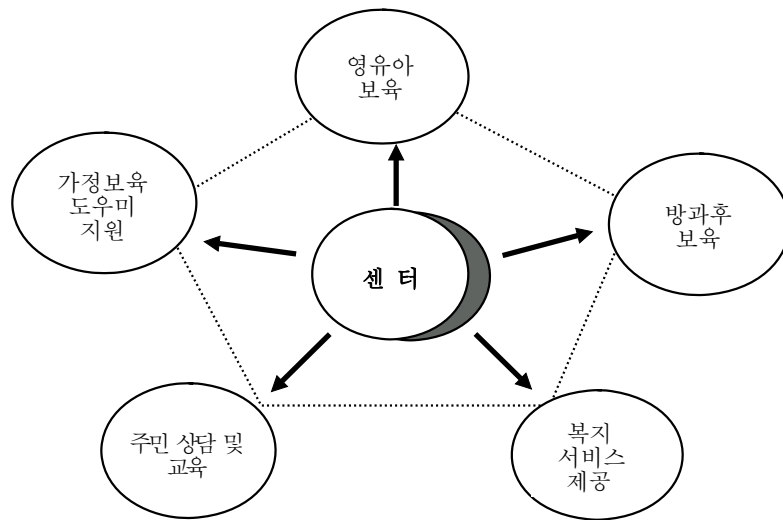 영유아
보육
가정보육
도우미
지원
방과후
보육
센 터
주민 상담 및
교육
복지
서비스
제공